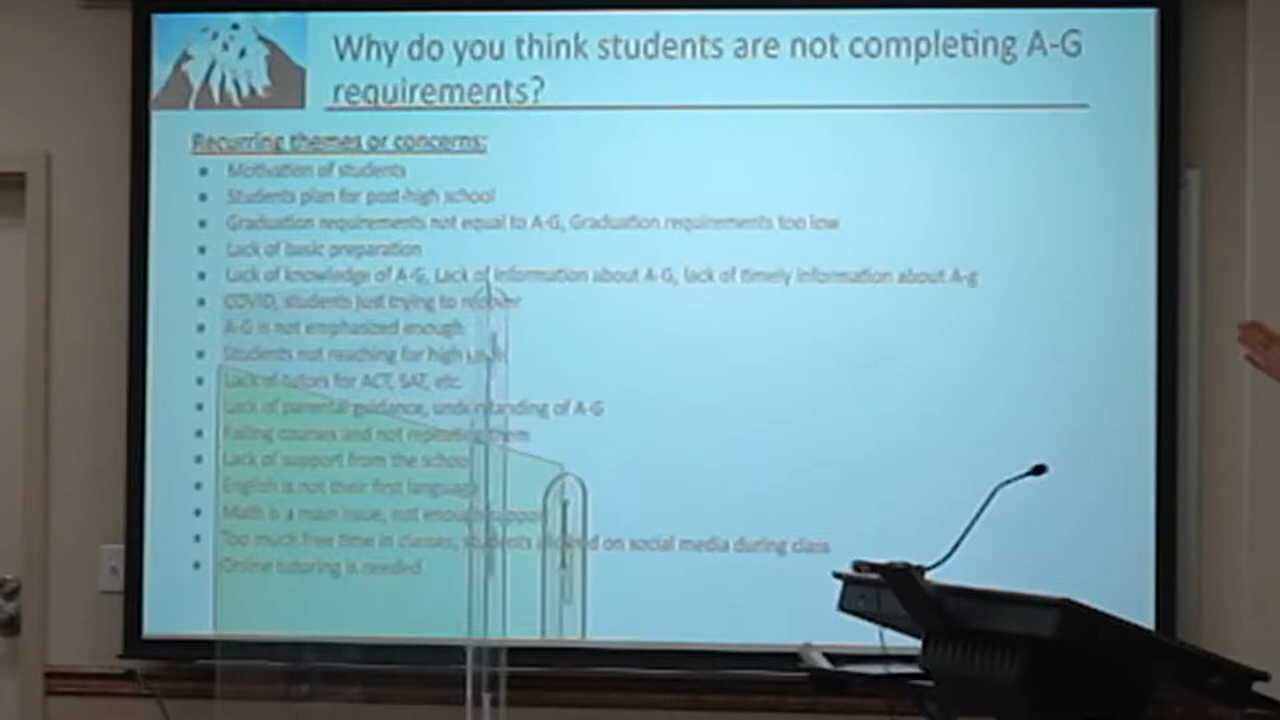 Why do you think students are not completing A-G
requirements?
Recurring themes or concerns:
Motivation of students
Students plan for post-high school
Graduation requirements not equal to A-G, Graduation requirements too low
Lack of basic preparation
Lack of knowledge of A-G, Lack of information about A-G, lack of timely information about A-g
COVID, students just trying to recover
A-G is not emphasized enough
Students not reaching for high
Lack of tutors for ACT, SAT, etc.
Lack of parental guidance, understanding of A-G
Failing courses and not repeating them
Lack of support from the school
English is not their first language
Math is a main issue, not enough support
Too much free time in classes, students allowed on social media during class
Online tutoring is needed